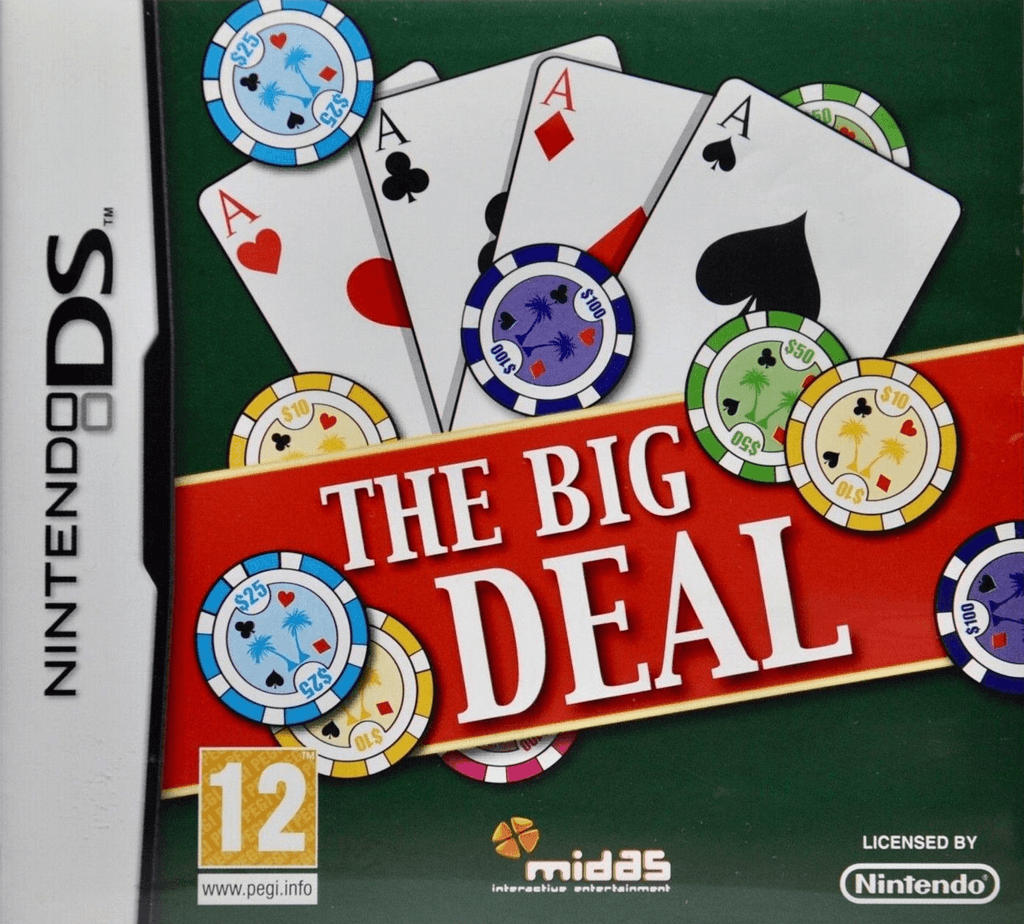 NINTENDO DS™
$25
$25
A
A
A
A
$50
$100
$100
$50
$50
$10
$10
$10
THE BIG
DEAL
$25
$25
$10
$100
12
www.pegi.info
midas
interactive entertainment
LICENSED BY
Nintendo®